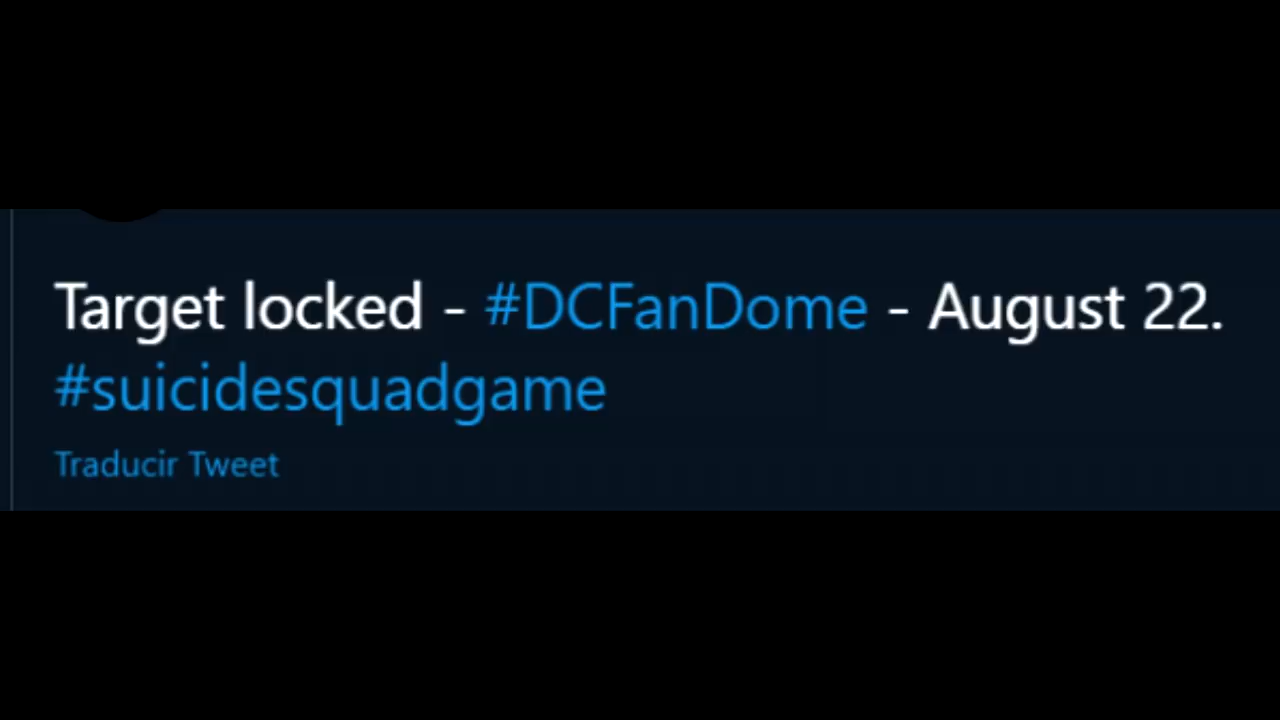 Target locked - #DCFanDome - August 22.
#suicidesquadgame
Traducir Tweet